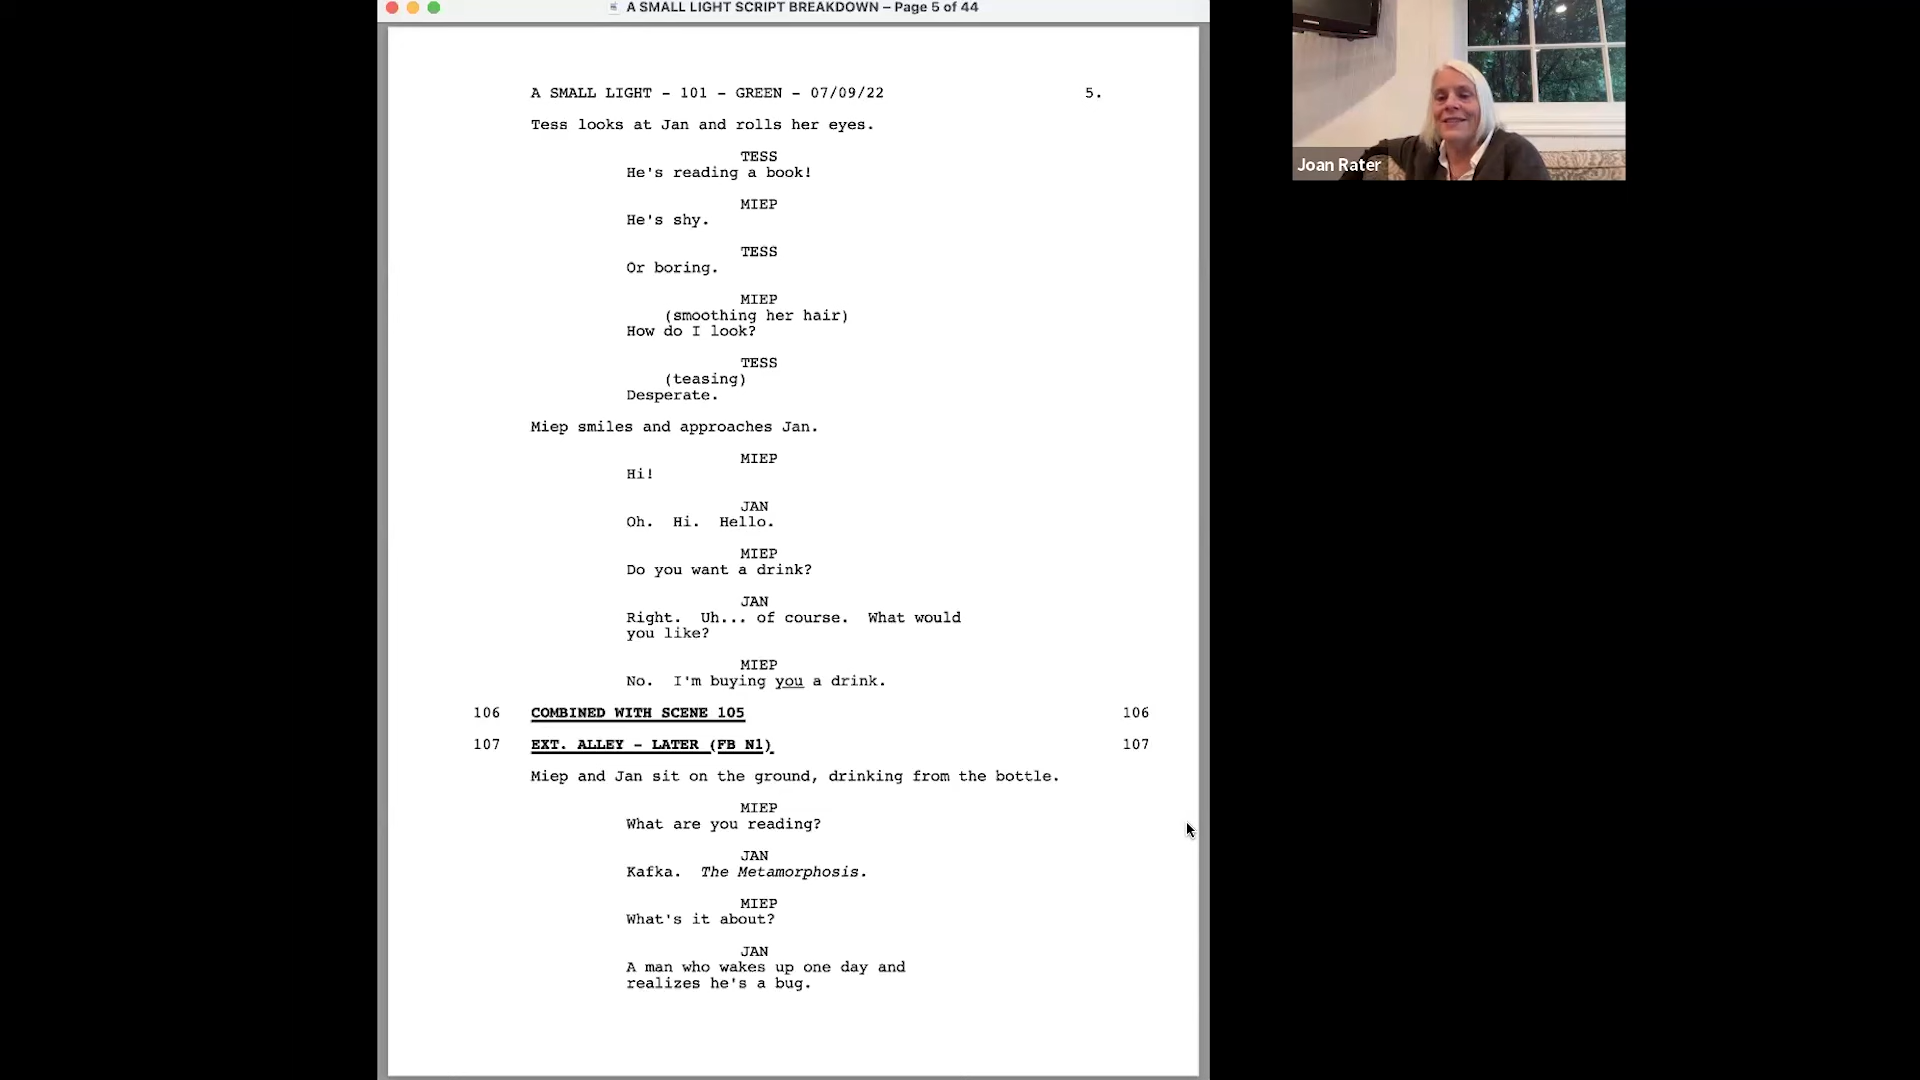 A SMALL LIGHT SCRIPT BREAKDOWN – Page 5 of 44
A SMALL LIGHT - 101 - GREEN - 07/09/22 5.
Tess looks at Jan and rolls her eyes.
TESS
He's reading a book!
MIEP
He's shy.
TESS
Or boring.
MIEP
(smoothing her hair)
How do I look?
TESS
(teasing)
Desperate.
Miep smiles and approaches Jan.
MIEP
Hi!
JAN
Oh. Hi. Hello.
MIEP
Do you want a drink?
JAN
Right. Uh... of course. What would
you like?
MIEP
No. I'm buying you a drink.
106 COMBINED WITH SCENE 105 106
107 EXT. ALLEY - LATER (FB N1) 107
Miep and Jan sit on the ground, drinking from the bottle.
MIEP
What are you reading?
JAN
Kafka. The Metamorphosis.
MIEP
What's it about?
JAN
A man who wakes up one day and
realizes he's a bug.
Joan Rater